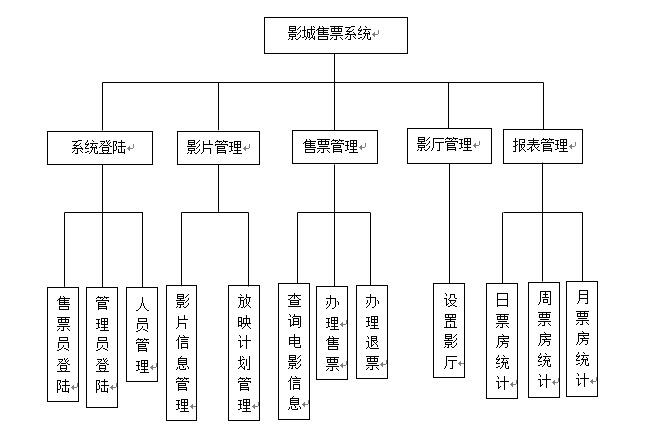 影城售票系统
系统登陆
影片管理
售票管理
影厅管理
报表管理
售票员登陆
管理员登陆
人员管理
影片信息管理
放映计划管理
查询电影信息
办理售票
办理退票
设置影厅
日票房统计
周票房统计
月票房统计